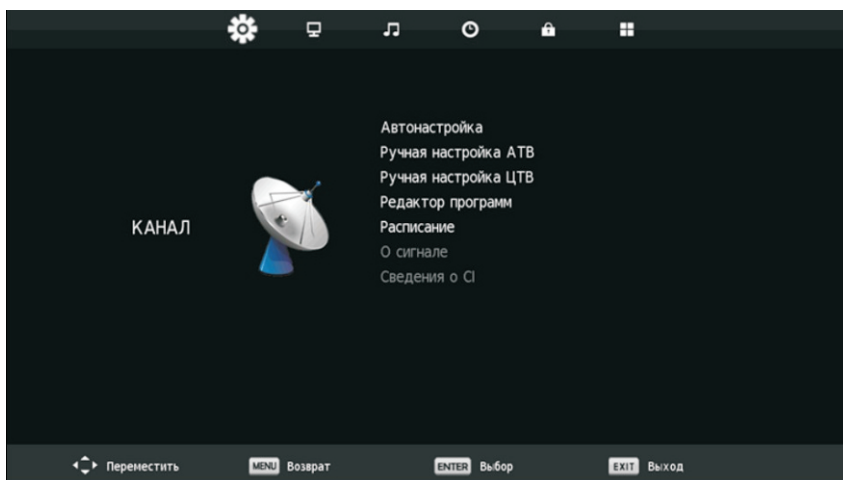 Автонастройка
Ручная настройка АТВ
Ручная настройка ЦТВ
Редактор программ
КАНАЛ
Расписание
О сигнале
Сведения о CI
Переместить MENU Возврат ENTER Выбор EXIT Выход